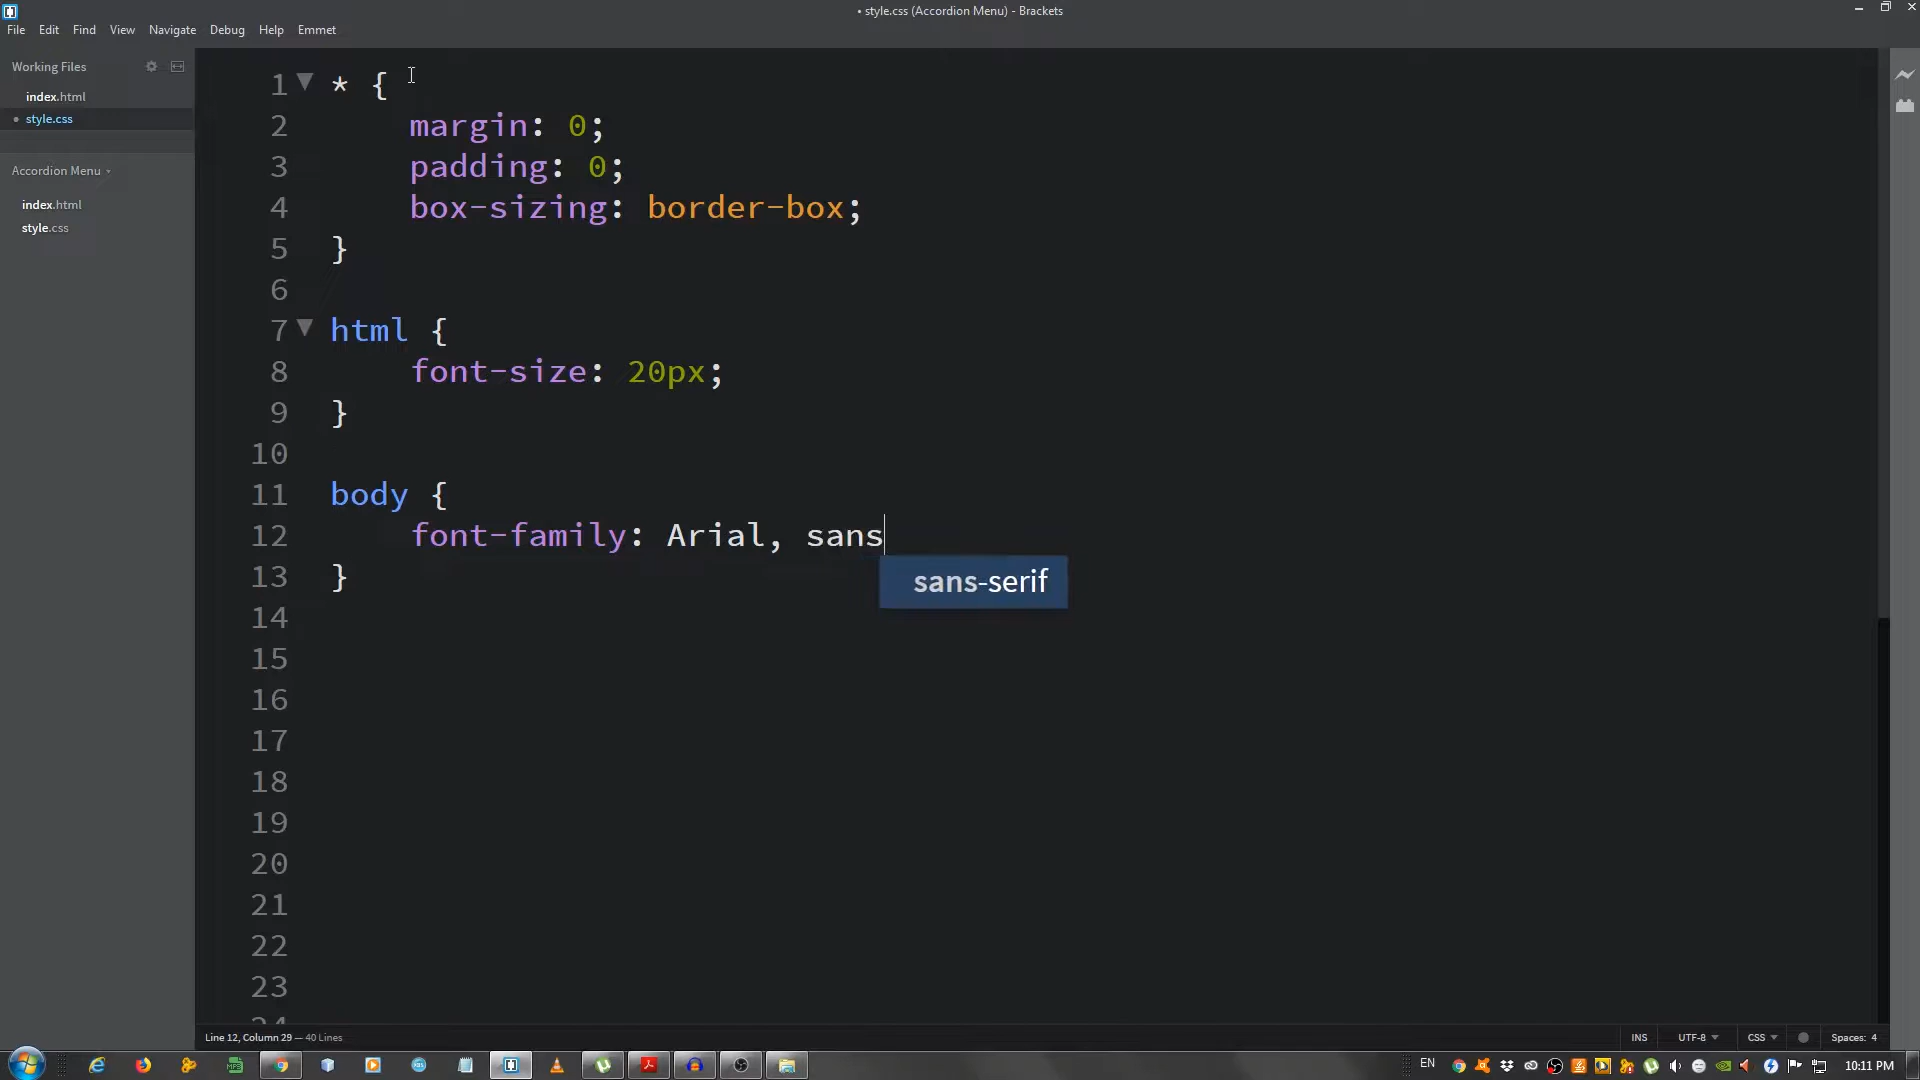 • style.css (Accordion Menu) - Brackets
File Edit Find View Navigate Debug Help Emmet
Working Files
index.html
• style.css
Accordion Menu
index.html
style.css
1 * {
2 margin: 0;
3 padding: 0;
4 box-sizing: border-box;
5 }
6
7 html {
8 font-size: 20px;
9 }
10
11 body {
12 font-family: Arial, sans
13 }
sans-serif
14
15
16
17
18
19
20
21
22
23
24
Line 12, Column 29 — 40 Lines
INS UTF-8 CSS Spaces: 4
EN 10:11 PM